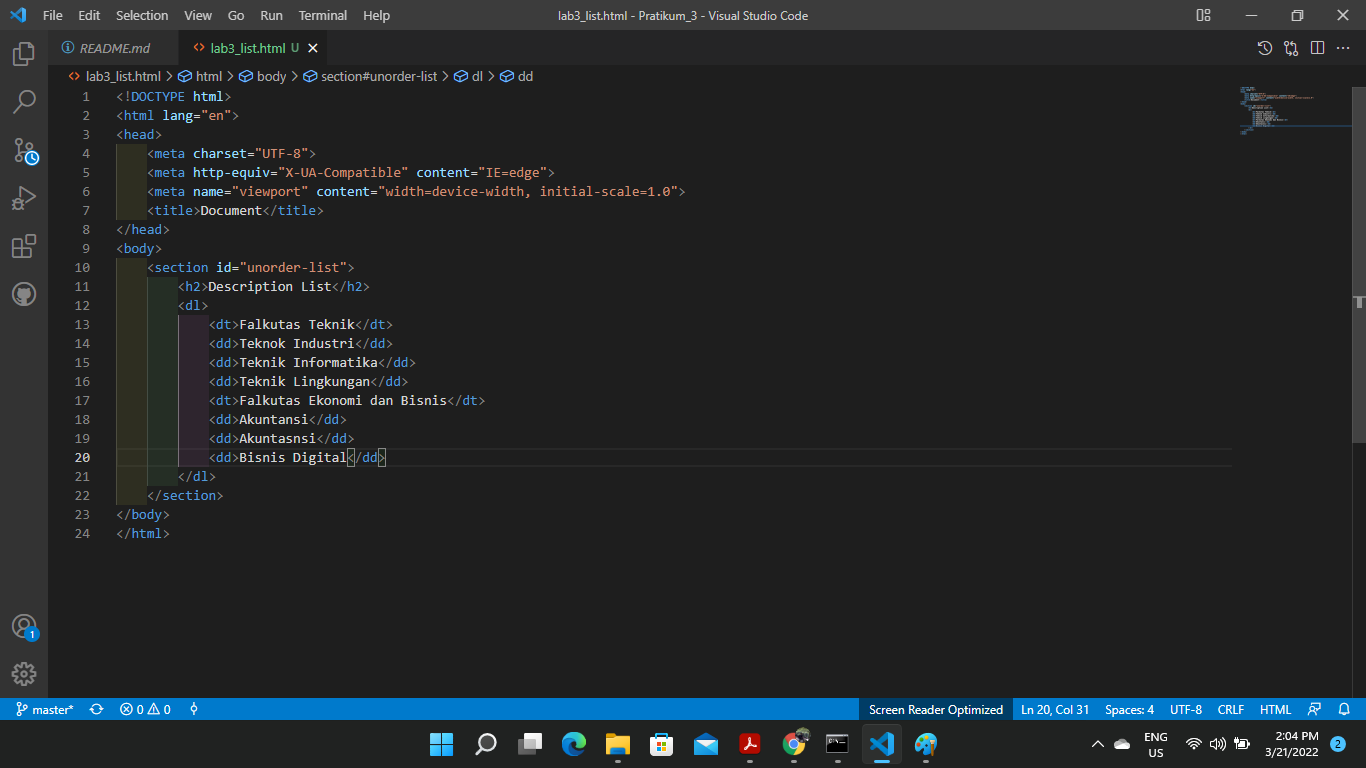 File Edit Selection View Go Run Terminal Help lab3_list.html - Pratikum_3 - Visual Studio Code
README.md lab3_list.html U
lab3_list.html > html > body > section#unorder-list > dl > dd
1 <!DOCTYPE html>
2 <html lang="en">
3 <head>
4 <meta charset="UTF-8">
5 <meta http-equiv="X-UA-Compatible" content="IE=edge">
6 <meta name="viewport" content="width=device-width, initial-scale=1.0">
7 <title>Document</title>
8 </head>
9 <body>
10 <section id="unorder-list">
11 <h2>Description List</h2>
12 <dl>
13 <dt>Falkutas Teknik</dt>
14 <dd>Teknok Industri</dd>
15 <dd>Teknik Informatika</dd>
16 <dd>Teknik Lingkungan</dd>
17 <dt>Falkutas Ekonomi dan Bisnis</dt>
18 <dd>Akuntansi</dd>
19 <dd>Akuntasnsi</dd>
20 <dd>Bisnis Digital</dd>
21 </dl>
22 </section>
23 </body>
24 </html>
1
master* 0 0 Screen Reader Optimized Ln 20, Col 31 Spaces: 4 UTF-8 CRLF HTML
ENG 2:04 PM
US 3/21/2022 2